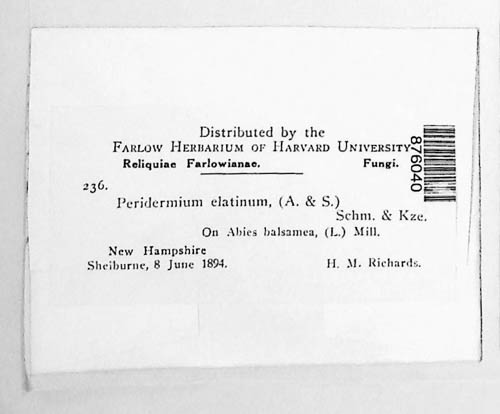 Distributed by the
FARLOW HERBARIUM OF HARVARD UNIVERSITY
Reliquiae Farlowianae. Fungi.
876040
236.
Peridermium elatinum, (A. & S.)
Schm. & Kze.
On Abies balsamea, (L.) Mill.
New Hampshire
Shelburne, 8 June 1894. H. M. Richards.